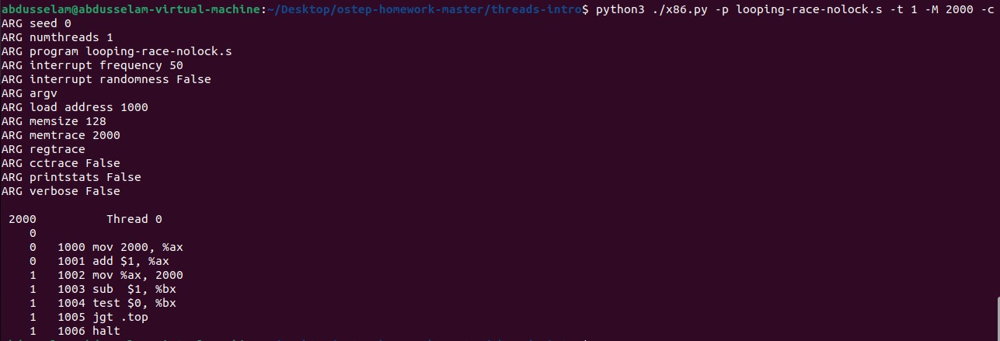 abdusselam@abdusselam-virtual-machine:~/Desktop/ostep-homework-master/threads-intro$ python3 ./x86.py -p looping-race-nolock.s -t 1 -M 2000 -c
ARG seed 0
ARG numthreads 1
ARG program looping-race-nolock.s
ARG interrupt frequency 50
ARG interrupt randomness False
ARG argv
ARG load address 1000
ARG memsize 128
ARG memtrace 2000
ARG regtrace
ARG cctrace False
ARG printstats False
ARG verbose False
2000 Thread 0
0
0 1000 mov 2000, %ax
0 1001 add $1, %ax
1 1002 mov %ax, 2000
1 1003 sub  $1, %bx
1 1004 test $0, %bx
1 1005 jgt .top
1 1006 halt